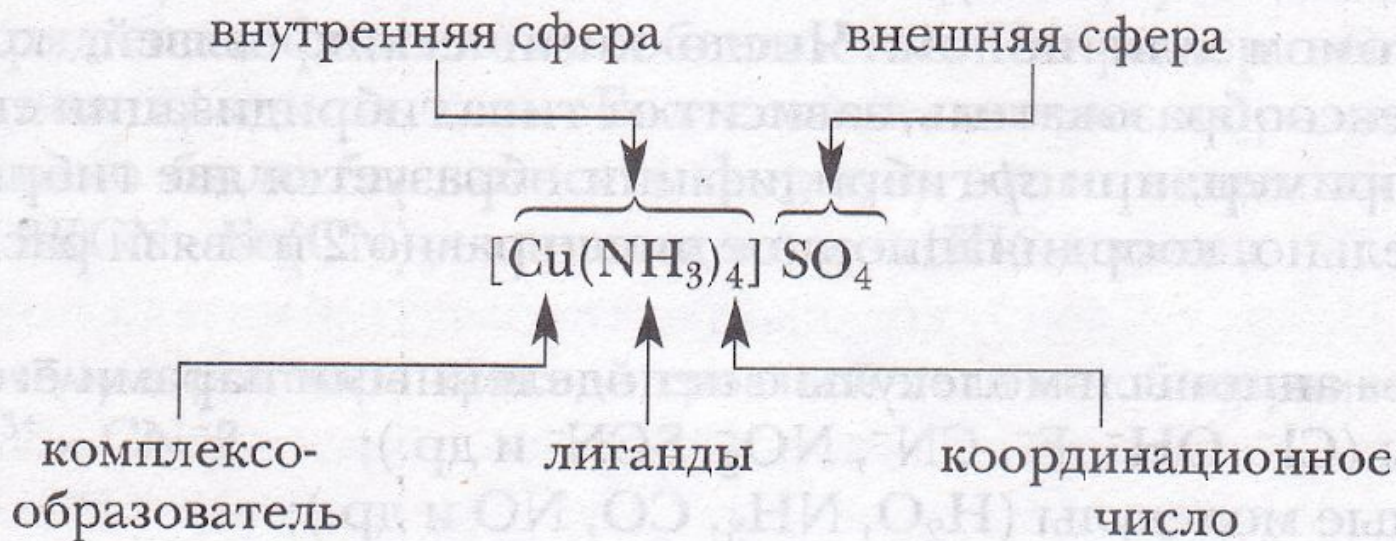 внутренняя сфера внешняя сфера
[Cu(NH₃)₄] SO₄
комплексо- лиганды координационное
образователь число